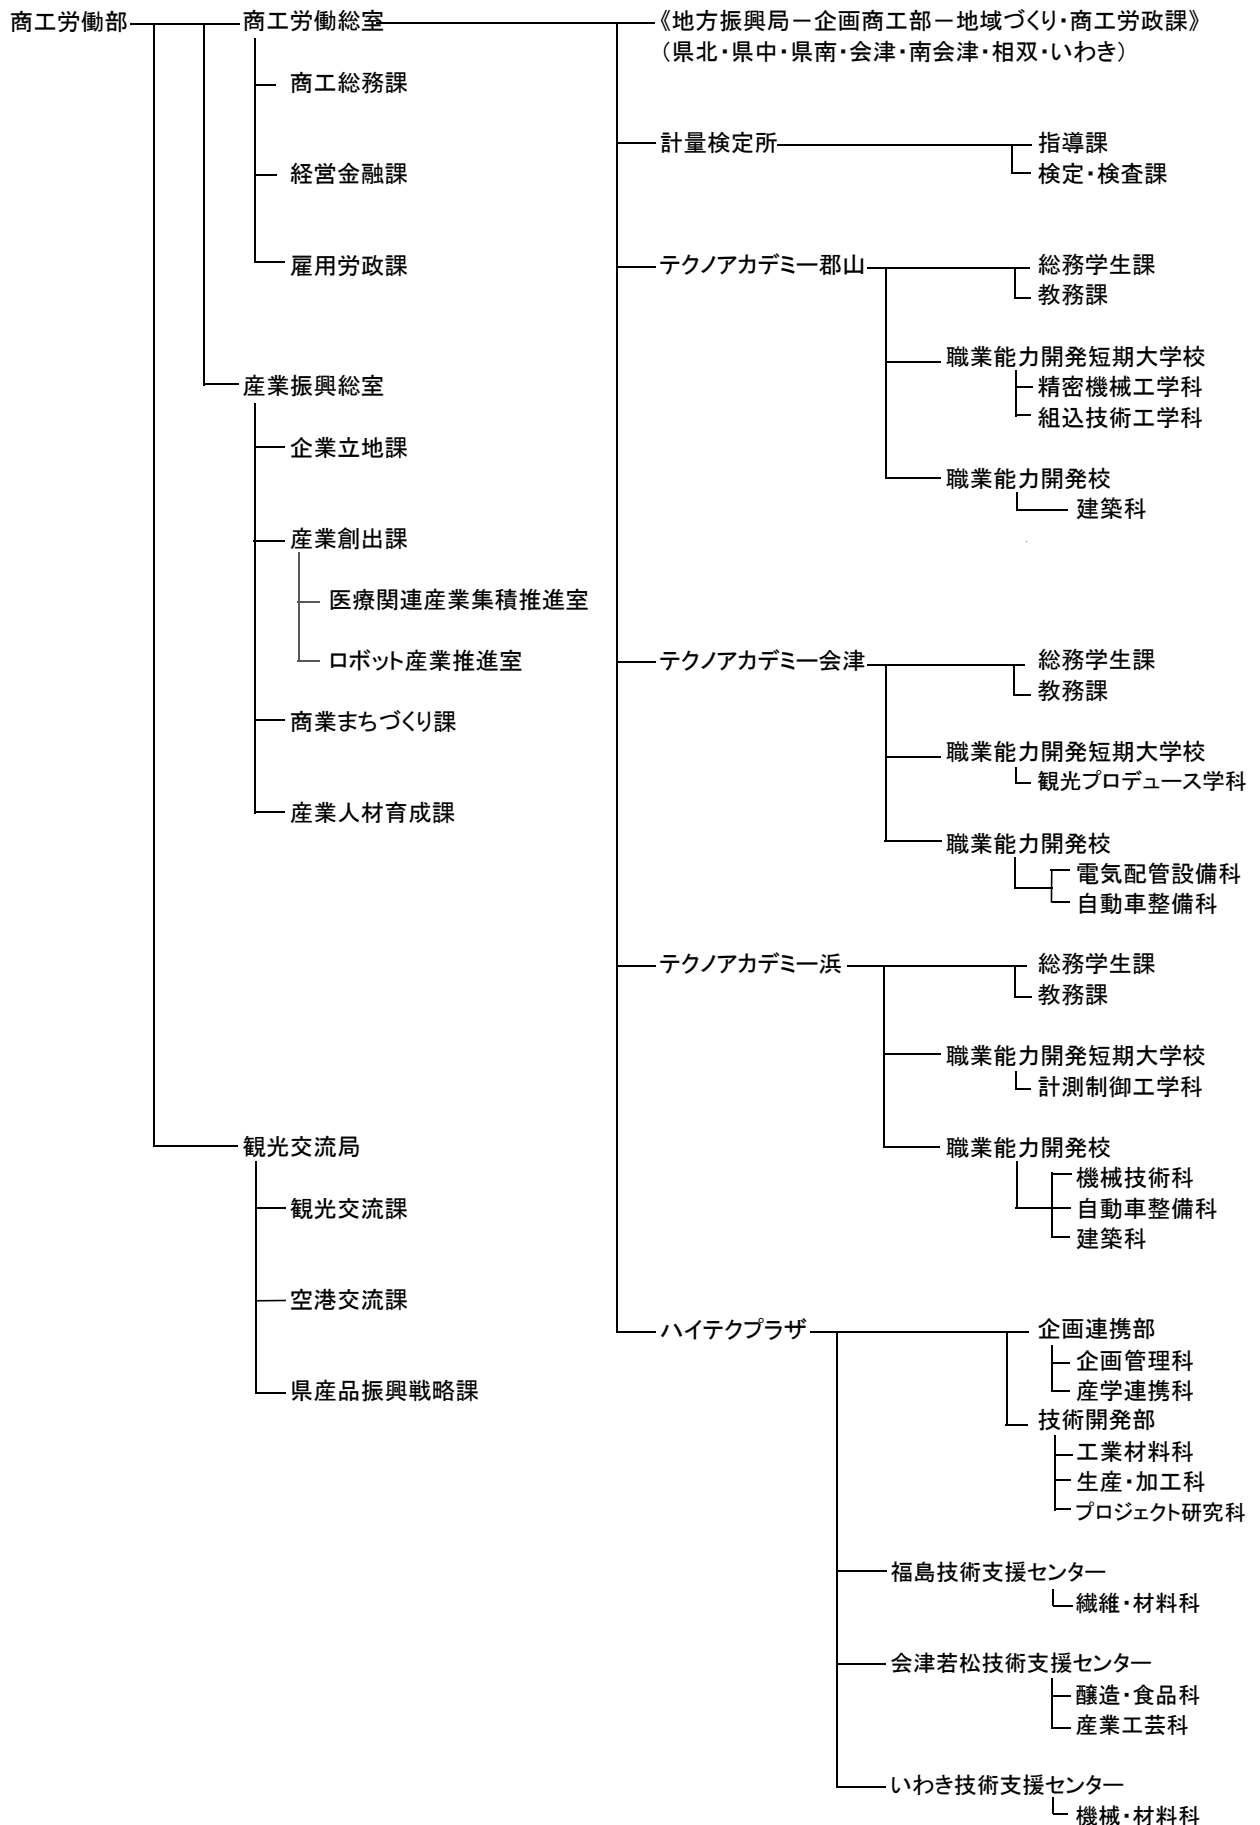 商工労働部
商工労働総室
商工総務課
経営金融課
雇用労政課
産業振興総室
企業立地課
産業創出課
医療関連産業集積推進室
ロボット産業推進室
商業まちづくり課
産業人材育成課
観光交流局
観光交流課
空港交流課
県産品振興戦略課
《地方振興局－企画商工部－地域づくり・商工労政課》
（県北・県中・県南・会津・南会津・相双・いわき）
計量検定所
指導課
検定・検査課
テクノアカデミー郡山
総務学生課
教務課
職業能力開発短期大学校
精密機械工学科
組込技術工学科
職業能力開発校
建築科
テクノアカデミー会津
総務学生課
教務課
職業能力開発短期大学校
観光プロデュース学科
職業能力開発校
電気配管設備科
自動車整備科
テクノアカデミー浜
総務学生課
教務課
職業能力開発短期大学校
計測制御工学科
職業能力開発校
機械技術科
自動車整備科
建築科
ハイテクプラザ
企画連携部
企画管理科
産学連携科
技術開発部
工業材料科
生産・加工科
プロジェクト研究科
福島技術支援センター
繊維・材料科
会津若松技術支援センター
醸造・食品科
産業工芸科
いわき技術支援センター
機械・材料科